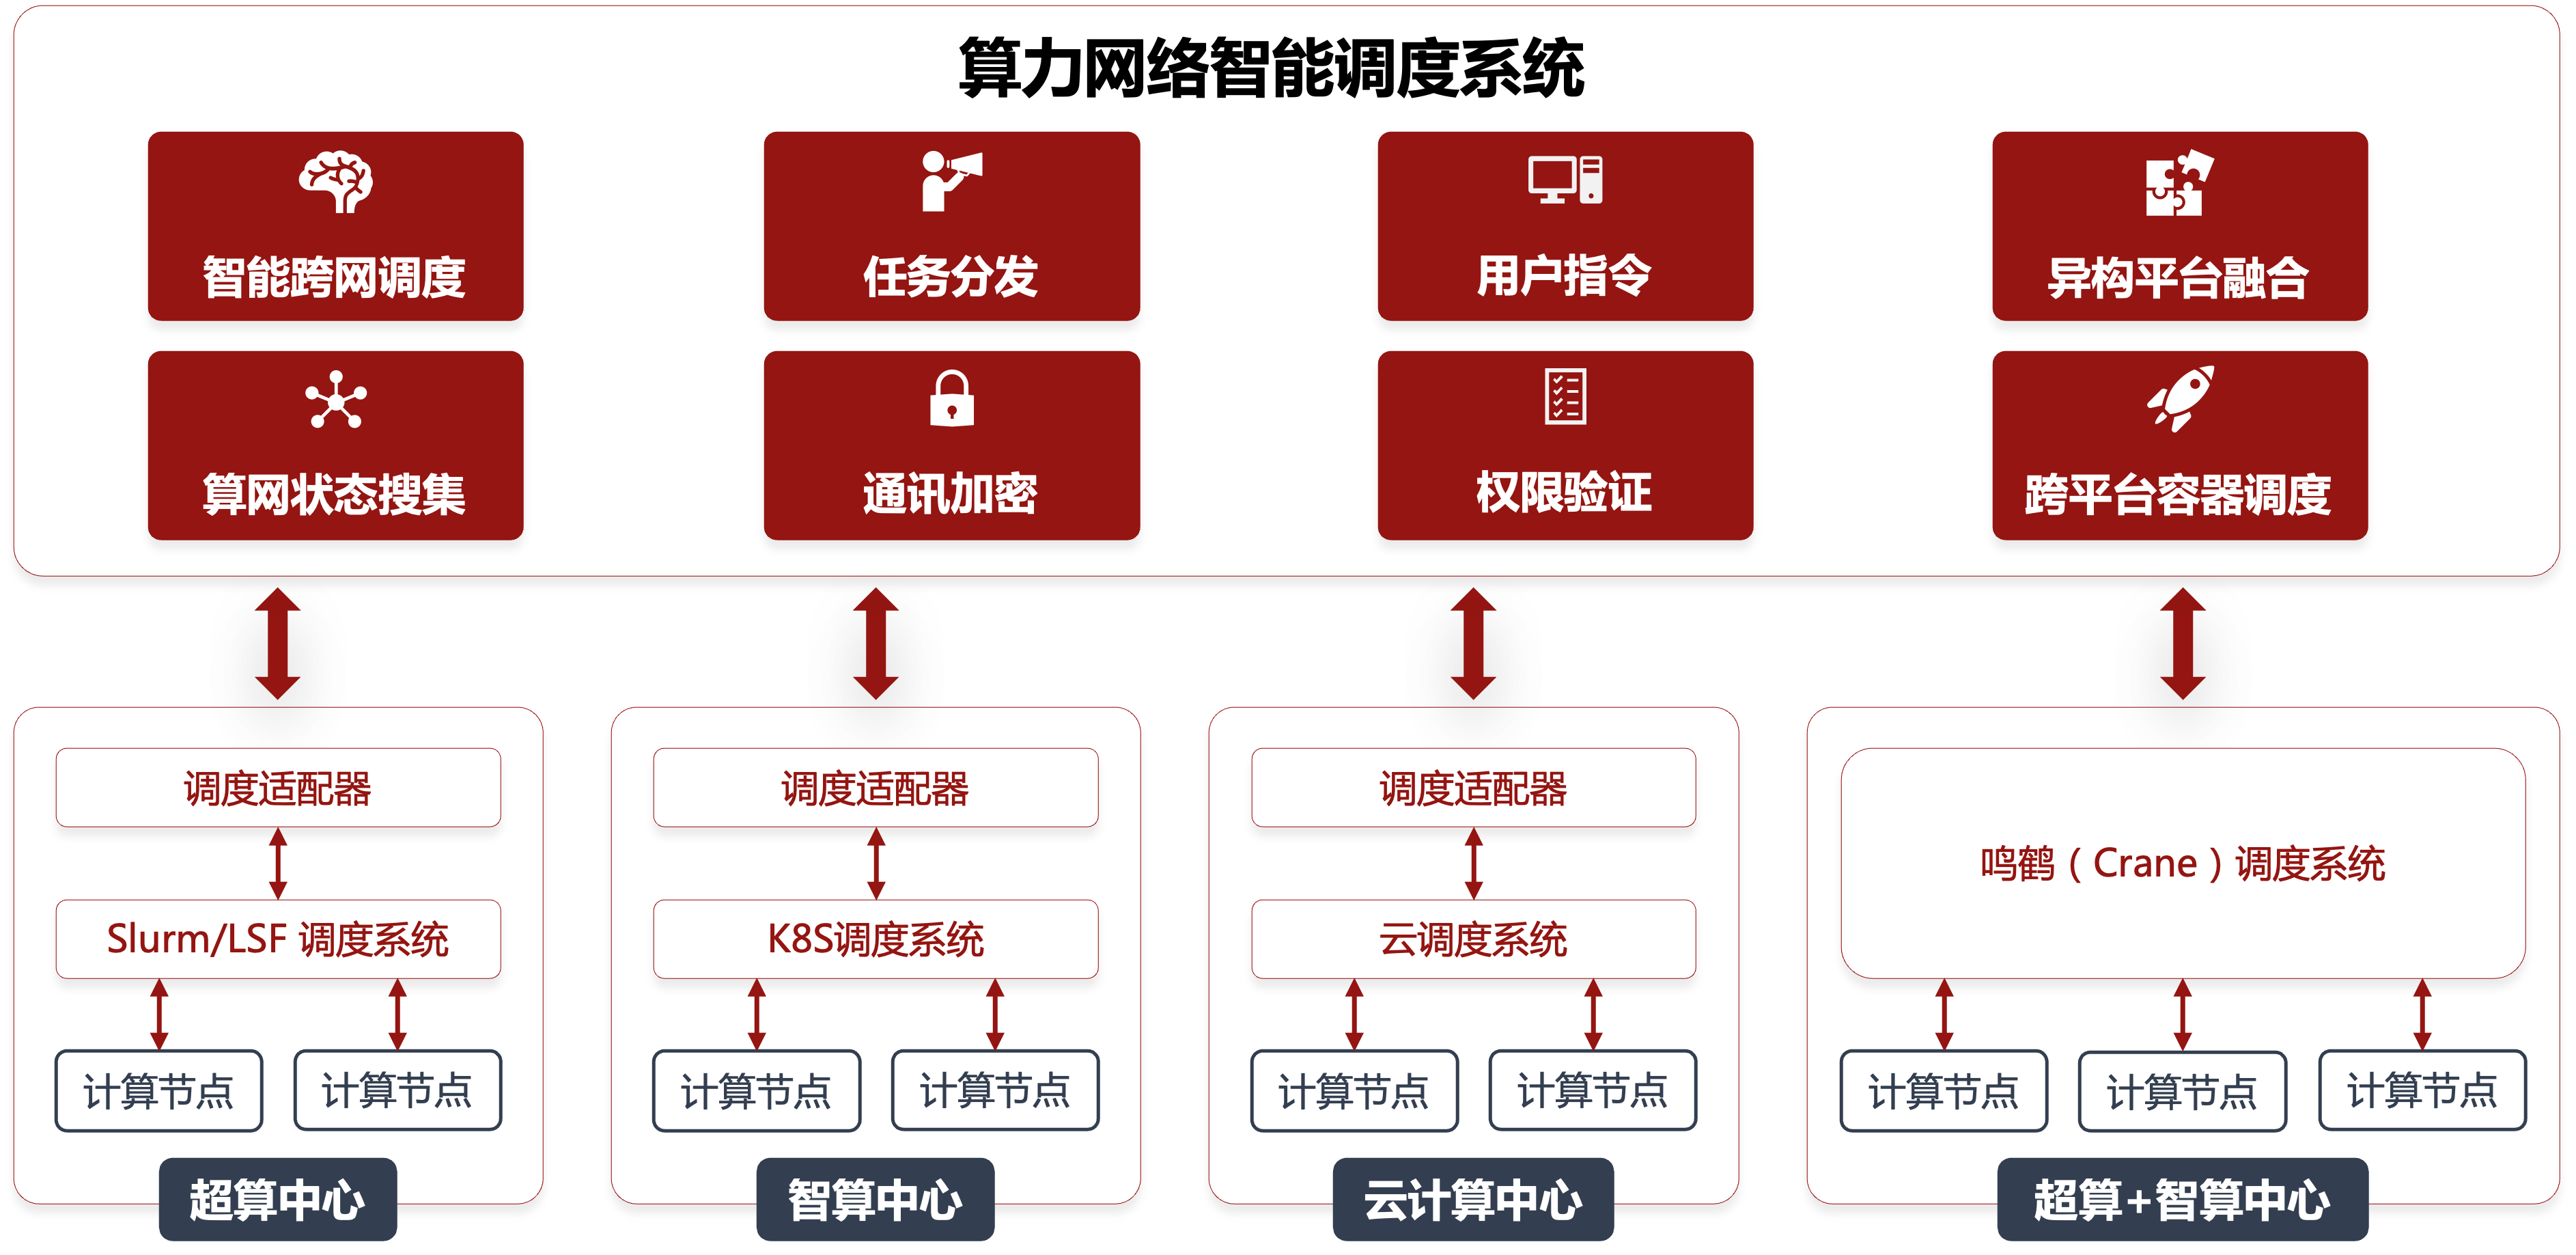 算力网络智能调度系统
智能跨网调度
任务分发
用户指令
异构平台融合
算网状态搜集
通讯加密
权限验证
跨平台容器调度
调度适配器
调度适配器
调度适配器
鸣鹤（Crane）调度系统
Slurm/LSF 调度系统
K8S调度系统
云调度系统
计算节点
计算节点
计算节点
计算节点
计算节点
计算节点
计算节点
计算节点
计算节点
超算中心
智算中心
云计算中心
超算+智算中心